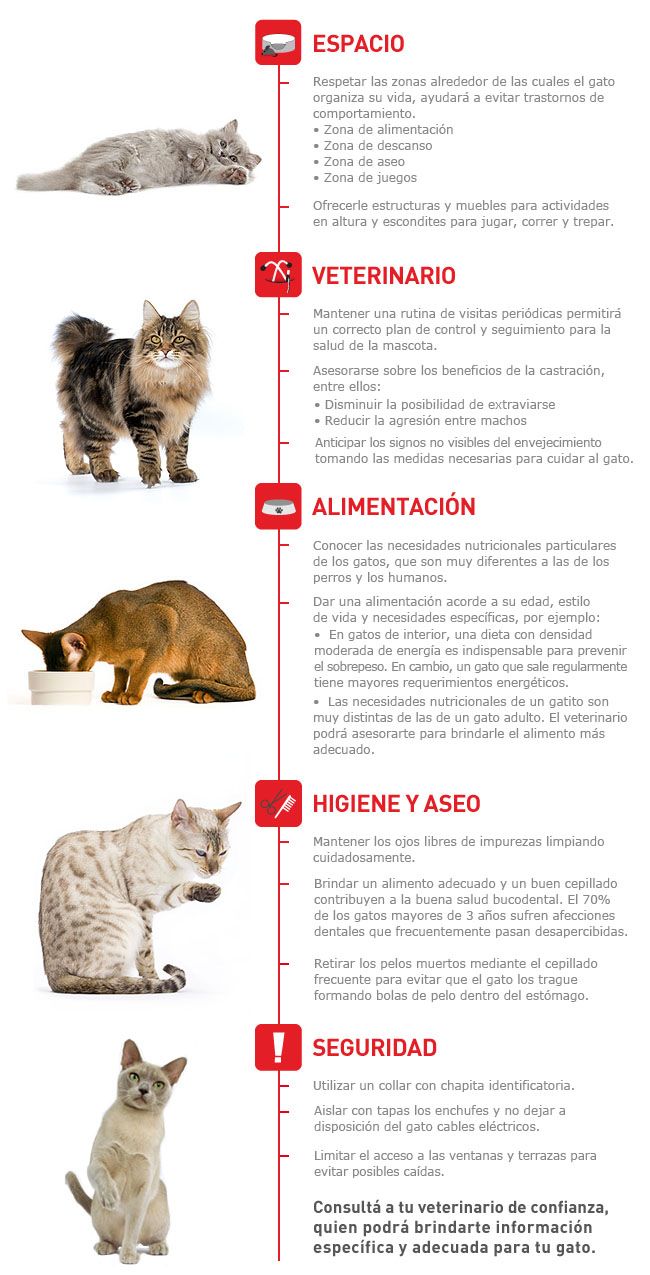 ESPACIO
Respetar las zonas alrededor de las cuales el gato
organiza su vida, ayudará a evitar trastornos de
comportamiento.
• Zona de alimentación
• Zona de descanso
• Zona de aseo
• Zona de juegos
Ofrecerle estructuras y muebles para actividades
en altura y escondites para jugar, correr y trepar.
VETERINARIO
Mantener una rutina de visitas periódicas permitirá
un correcto plan de control y seguimiento para la
salud de la mascota.
Asesorarse sobre los beneficios de la castración,
entre ellos:
• Disminuir la posibilidad de extraviarse
• Reducir la agresión entre machos
Anticipar los signos no visibles del envejecimiento
tomando las medidas necesarias para cuidar al gato.
ALIMENTACIÓN
Conocer las necesidades nutricionales particulares
de los gatos, que son muy diferentes a las de los
perros y los humanos.
Dar una alimentación acorde a su edad, estilo
de vida y necesidades específicas, por ejemplo:
• En gatos de interior, una dieta con densidad
moderada de energía es indispensable para prevenir
el sobrepeso. En cambio, un gato que sale regularmente
tiene mayores requerimientos energéticos.
• Las necesidades nutricionales de un gatito son
muy distintas de las de un gato adulto. El veterinario
podrá asesorarte para brindarle el alimento más
adecuado.
HIGIENE Y ASEO
Mantener los ojos libres de impurezas limpiando
cuidadosamente.
Brindar un alimento adecuado y un buen cepillado
contribuyen a la buena salud bucodental. El 70%
de los gatos mayores de 3 años sufren afecciones
dentales que frecuentemente pasan desapercibidas.
Retirar los pelos muertos mediante el cepillado
frecuente para evitar que el gato los trague
formando bolas de pelo dentro del estómago.
SEGURIDAD
Utilizar un collar con chapita identificatoria.
Aislar con tapas los enchufes y no dejar a
disposición del gato cables eléctricos.
Limitar el acceso a las ventanas y terrazas para
evitar posibles caídas.
Consultá a tu veterinario de confianza,
quien podrá brindarte información
específica y adecuada para tu gato.